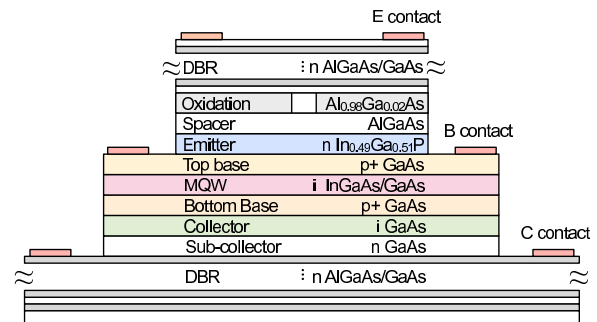 E contact
DBR ⋮ n AlGaAs/GaAs
Oxidation Al0.98Ga0.02As
Spacer AlGaAs
Emitter n In0.49Ga0.51P
B contact
Top base p+ GaAs
MQW i InGaAs/GaAs
Bottom Base p+ GaAs
Collector i GaAs
Sub-collector n GaAs
C contact
DBR ⋮ n AlGaAs/GaAs